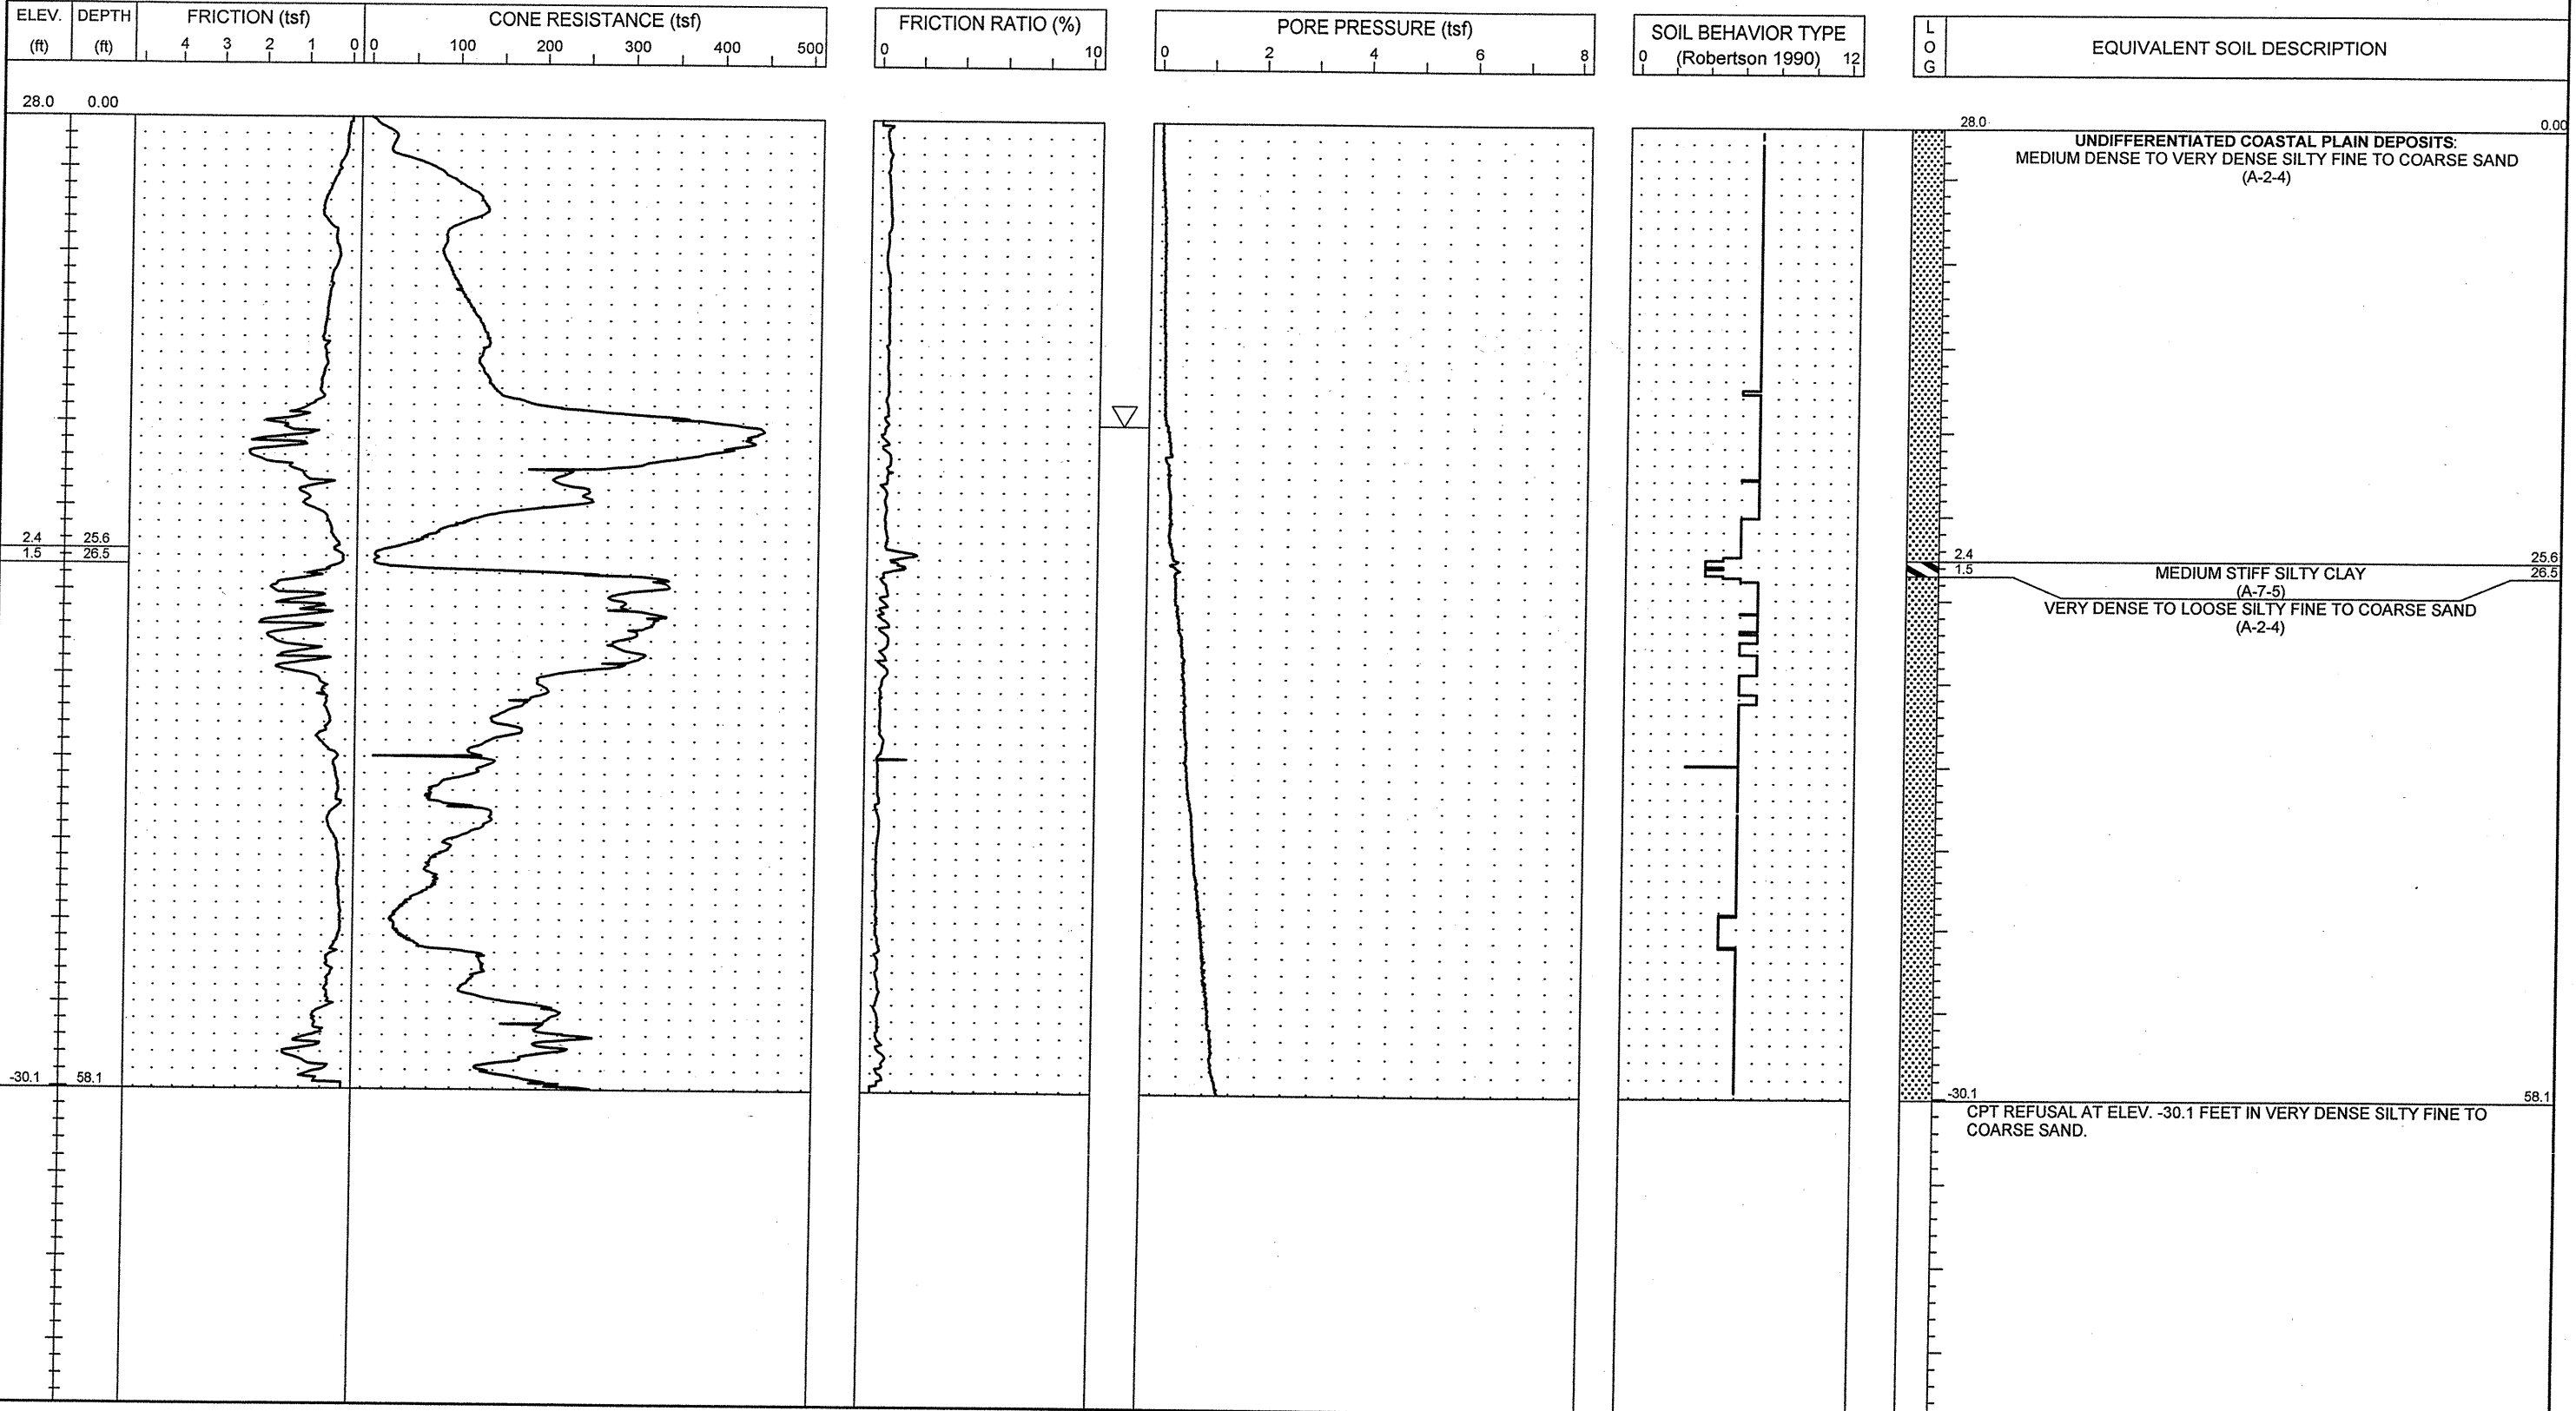 ELEV. DEPTH FRICTION (tsf) CONE RESISTANCE (tsf) FRICTION RATIO (%) PORE PRESSURE (tsf) SOIL BEHAVIOR TYPE L
(ft) (ft) 4 3 2 1 0 0 100 200 300 400 500 0 10 0 2 4 6 8 (Robertson 1990) O EQUIVALENT SOIL DESCRIPTION
0 12 G
28.0 0.00
28.0 0.00
UNDIFFERENTIATED COASTAL PLAIN DEPOSITS:
MEDIUM DENSE TO VERY DENSE SILTY FINE TO COARSE SAND
(A-2-4)
2.4 25.6
1.5 26.5
2.4 25.6
1.5 MEDIUM STIFF SILTY CLAY 26.5
(A-7-5)
VERY DENSE TO LOOSE SILTY FINE TO COARSE SAND
(A-2-4)
-30.1 58.1
-30.1 58.1
CPT REFUSAL AT ELEV. -30.1 FEET IN VERY DENSE SILTY FINE TO
COARSE SAND.